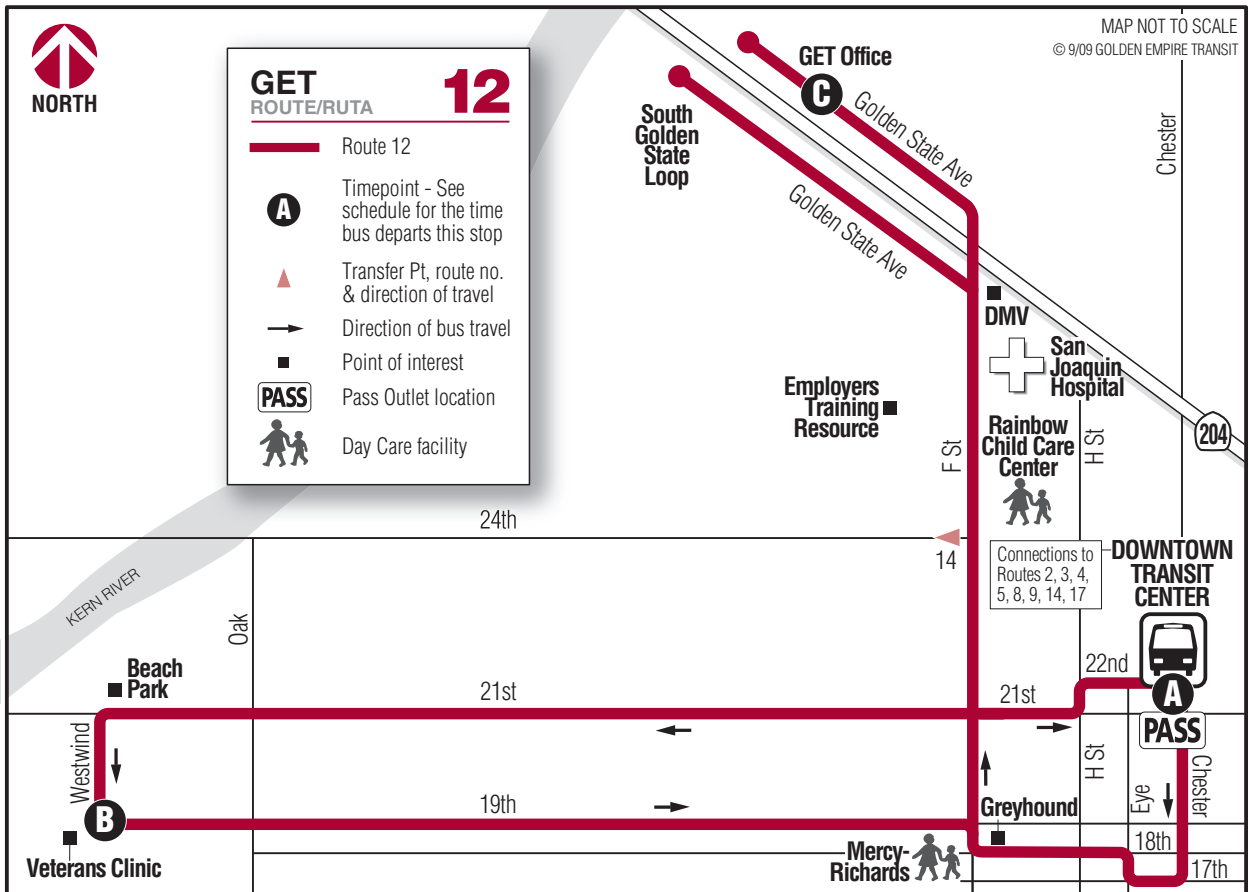 NORTH
GET
ROUTE/RUTA
12
Route 12
A
Timepoint - See
schedule for the time
bus departs this stop
Transfer Pt, route no.
& direction of travel
Direction of bus travel
Point of interest
PASS
Pass Outlet location
Day Care facility
MAP NOT TO SCALE
© 9/09 GOLDEN EMPIRE TRANSIT
GET Office
C
Golden State Ave
South
Golden
State
Loop
Golden State Ave
Chester
DMV
San
Joaquin
Hospital
Employers
Training
Resource
204
F St
Rainbow
Child Care
Center
H St
24th
14
Connections to
Routes 2, 3, 4,
5, 8, 9, 14, 17
DOWNTOWN
TRANSIT
CENTER
KERN RIVER
Oak
Beach
Park
21st
21st
22nd
A
PASS
Westwind
H St
Eye
Chester
B
19th
Greyhound
18th
Veterans Clinic
Mercy-
Richards
17th